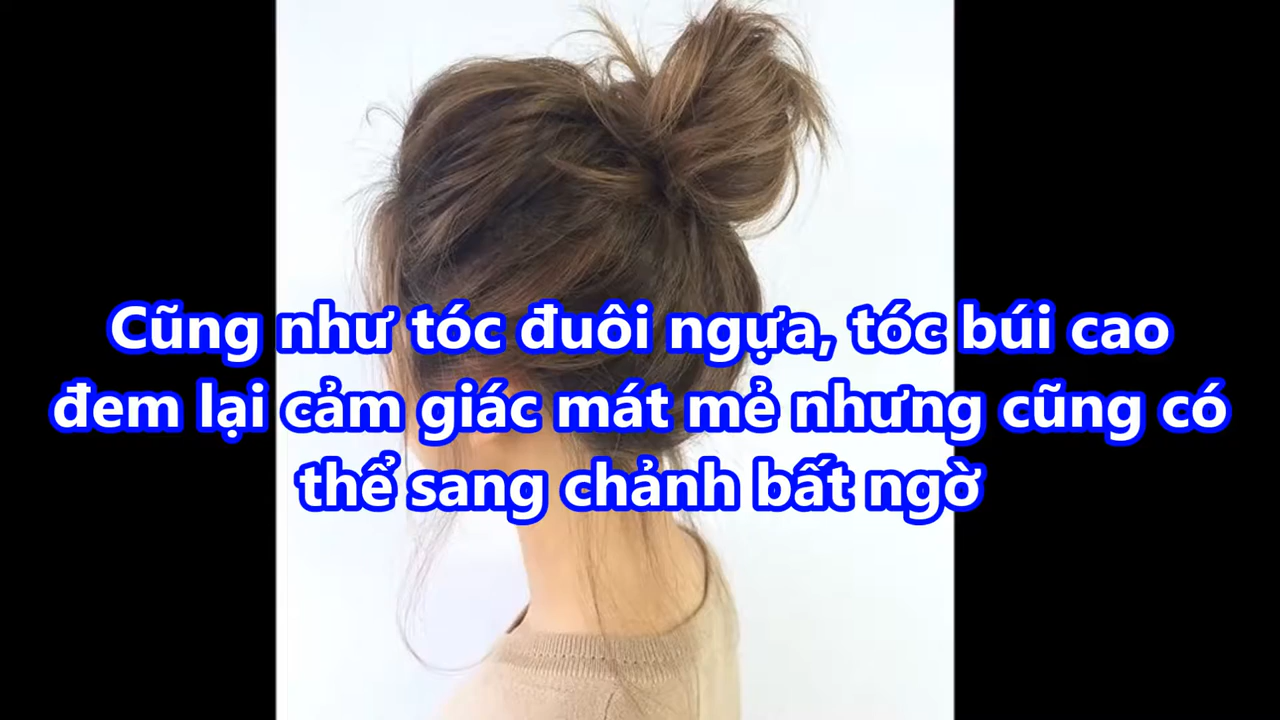 Cũng như tóc đuôi ngựa, tóc búi cao
đem lại cảm giác mát mẻ nhưng cũng có
thể sang chảnh bất ngờ